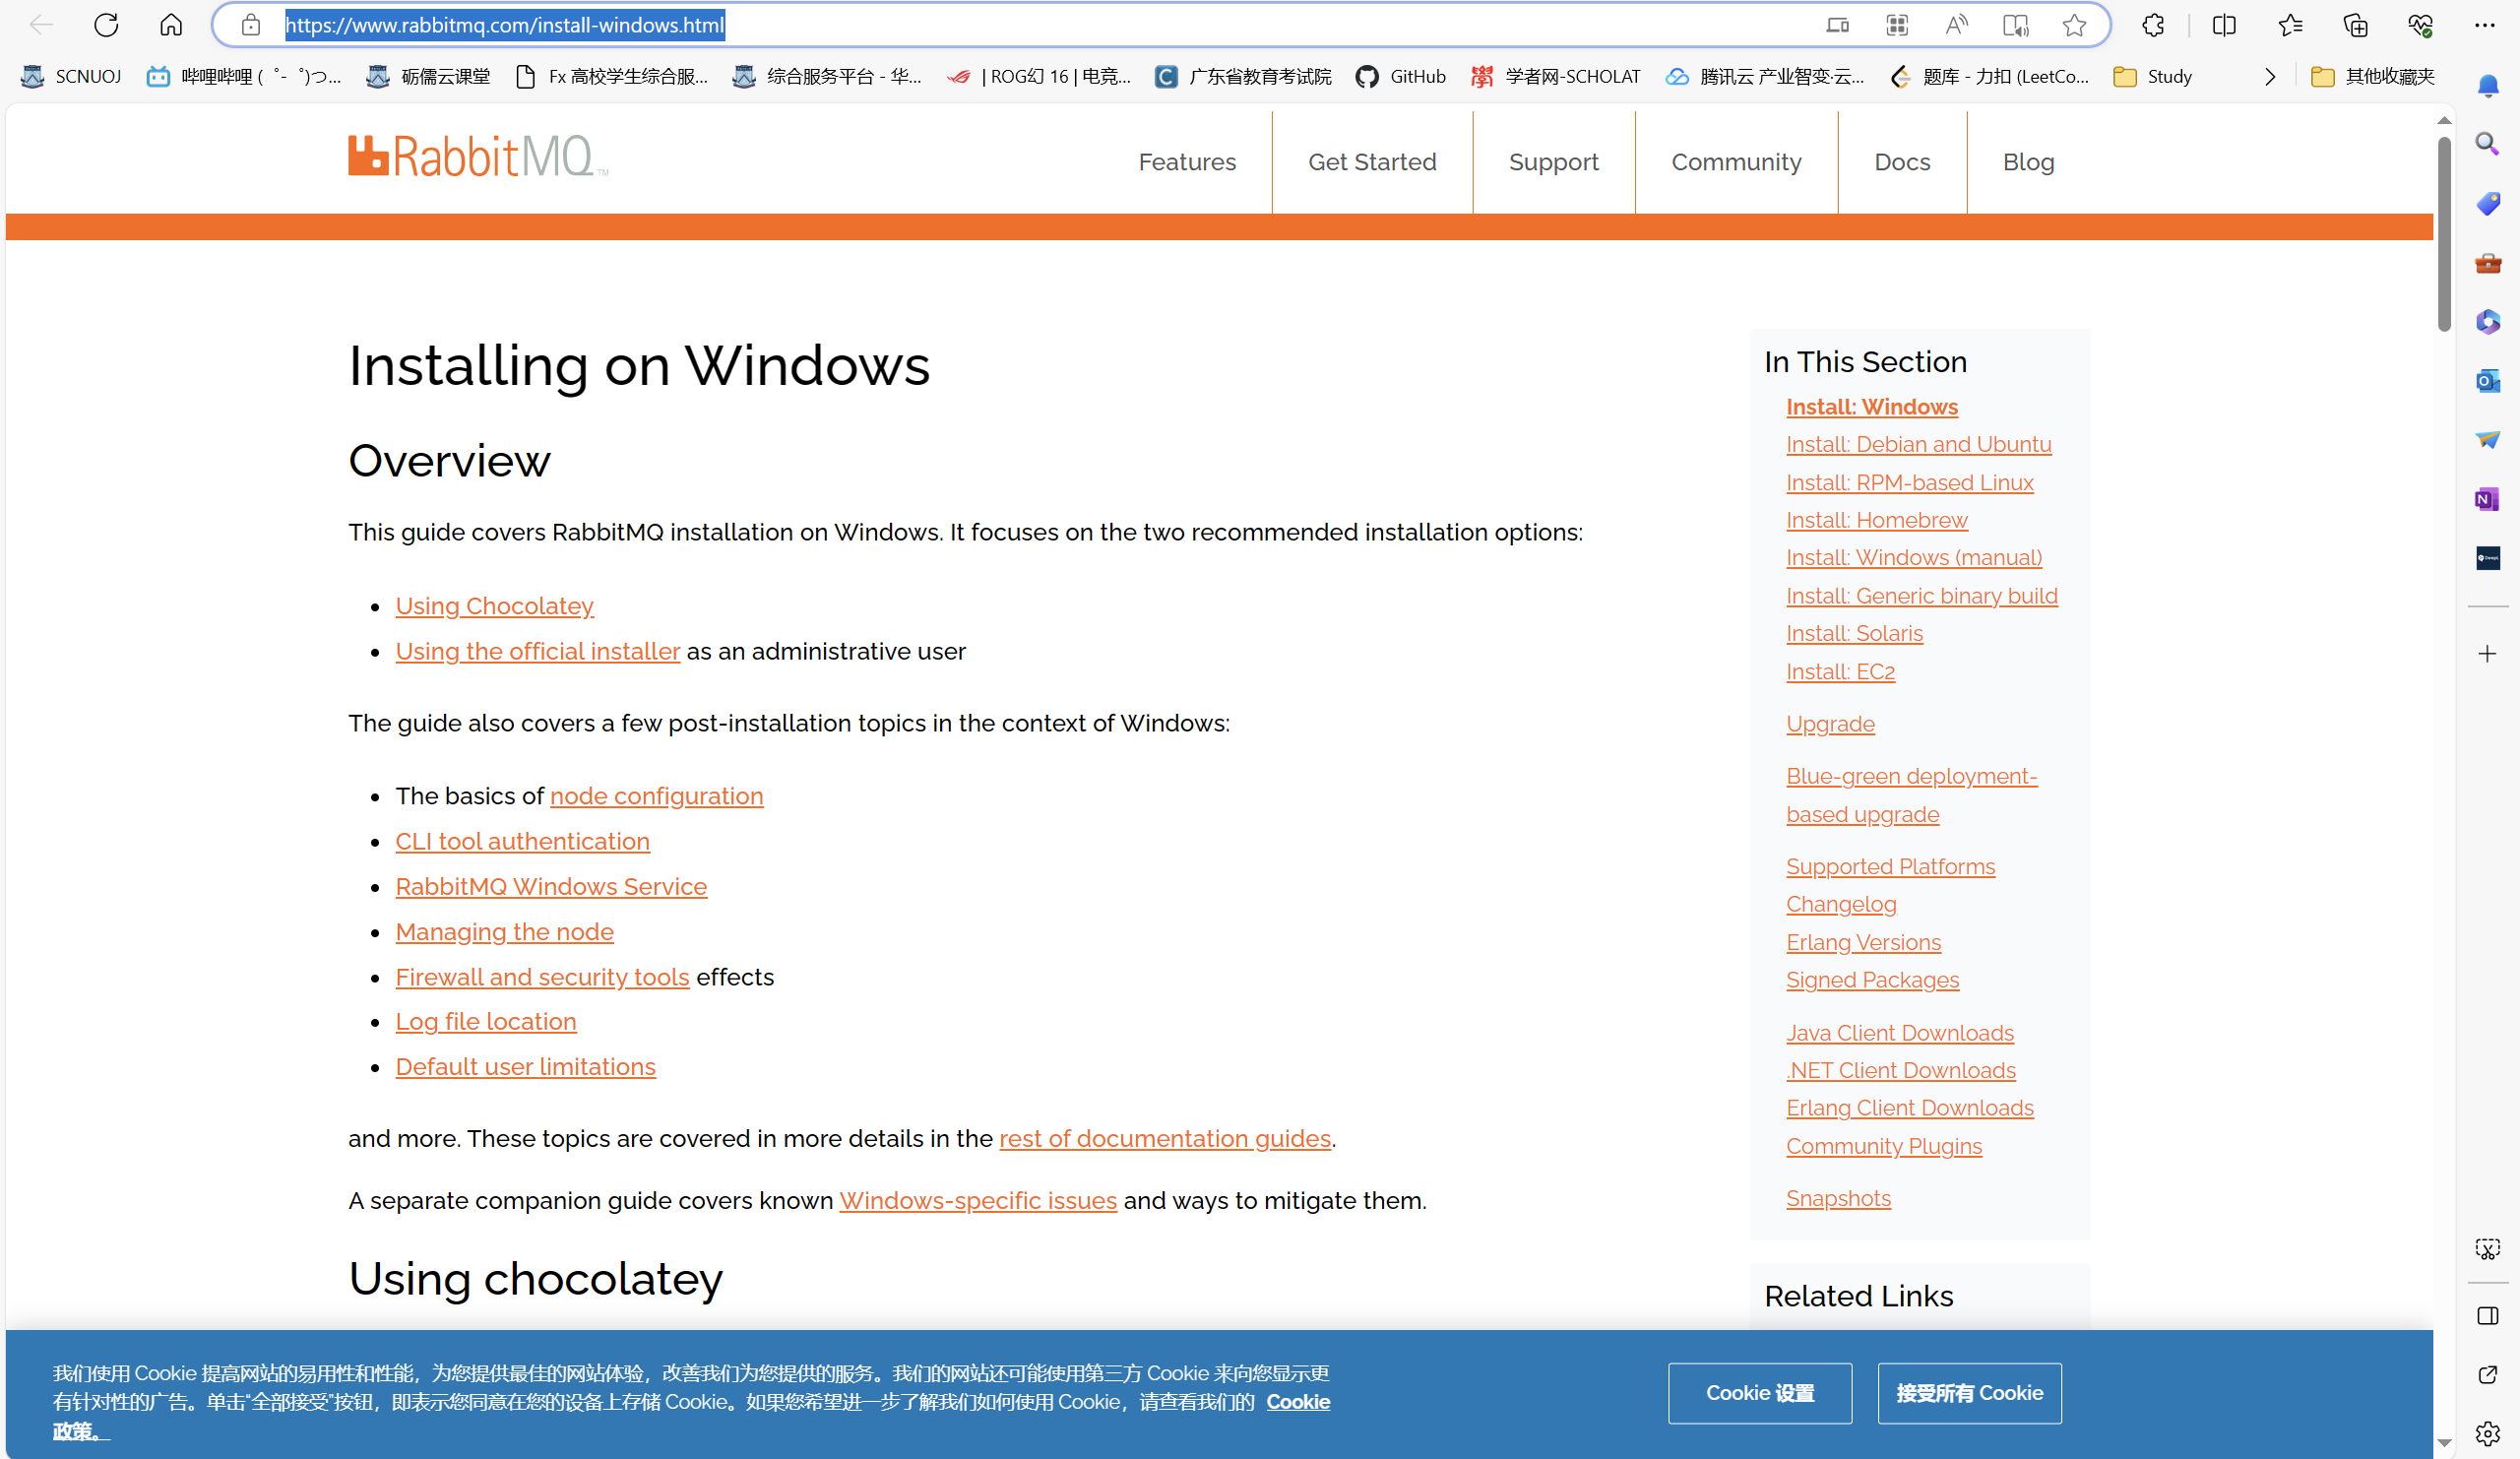 https://www.rabbitmq.com/install-windows.html
SCNUOJ
哔哩哔哩 (゜-゜)つ...
砺儒云课堂
Fx 高校学生综合服...
综合服务平台 - 华...
| ROG幻 16 | 电竞...
广东省教育考试院
GitHub
学者网-SCHOLAT
腾讯云 产业智变·云...
题库 - 力扣 (LeetCo...
Study
其他收藏夹
RabbitMQ TM
Features
Get Started
Support
Community
Docs
Blog
Installing on Windows
Overview
This guide covers RabbitMQ installation on Windows. It focuses on the two recommended installation options:
• Using Chocolatey
• Using the official installer as an administrative user
The guide also covers a few post-installation topics in the context of Windows:
• The basics of node configuration
• CLI tool authentication
• RabbitMQ Windows Service
• Managing the node
• Firewall and security tools effects
• Log file location
• Default user limitations
and more. These topics are covered in more details in the rest of documentation guides.
A separate companion guide covers known Windows-specific issues and ways to mitigate them.
Using chocolatey
In This Section
Install: Windows
Install: Debian and Ubuntu
Install: RPM-based Linux
Install: Homebrew
Install: Windows (manual)
Install: Generic binary build
Install: Solaris
Install: EC2
Upgrade
Blue-green deployment-
based upgrade
Supported Platforms
Changelog
Erlang Versions
Signed Packages
Java Client Downloads
.NET Client Downloads
Erlang Client Downloads
Community Plugins
Snapshots
Related Links
我们使用 Cookie 提高网站的易用性和性能，为您提供最佳的网站体验，改善我们为您提供的服务。我们的网站还可能使用第三方 Cookie 来向您显示更
有针对性的广告。单击“全部接受”按钮，即表示您同意在您的设备上存储 Cookie。如果您希望进一步了解我们如何使用 Cookie，请查看我们的 Cookie
政策。
Cookie 设置
接受所有 Cookie